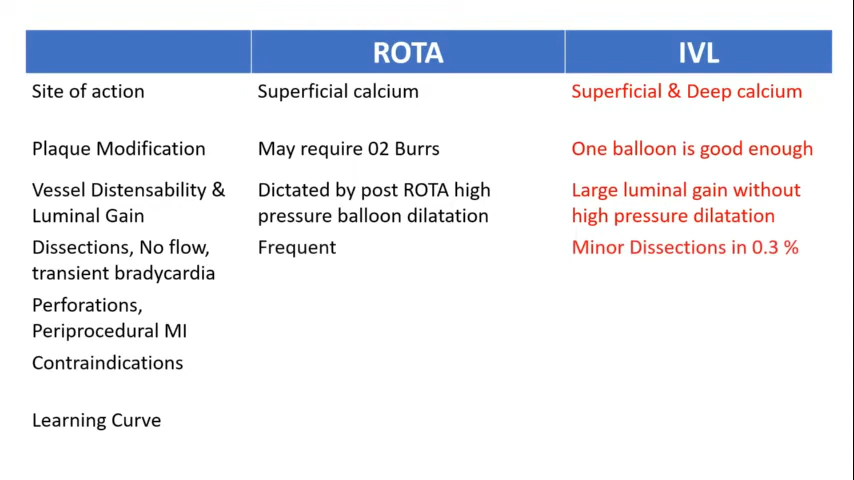 ROTA IVL
Site of action Superficial calcium Superficial & Deep calcium
Plaque Modification May require 02 Burrs One balloon is good enough
Vessel Distensability & Dictated by post ROTA high Large luminal gain without
Luminal Gain pressure balloon dilatation high pressure dilatation
Dissections, No flow, Frequent Minor Dissections in 0.3 %
transient bradycardia
Perforations,
Periprocedural MI
Contraindications
Learning Curve